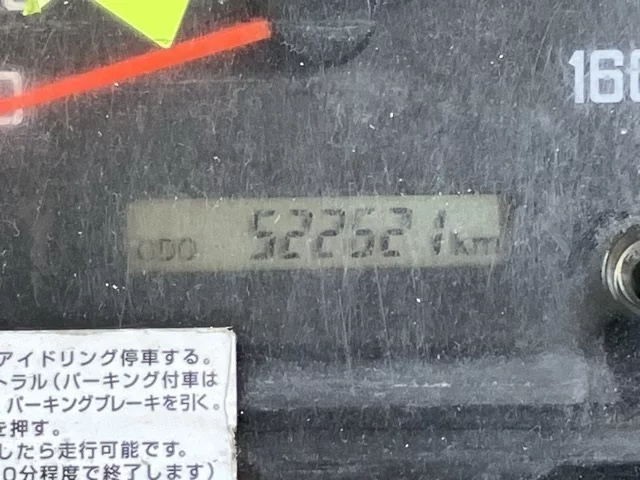 160
ODO 522621km
アイドリング停車する。
トラル(パーキング付車は
パーキングブレーキを引く。
を押す。
したら走行可能です。
0分程度で終了します)